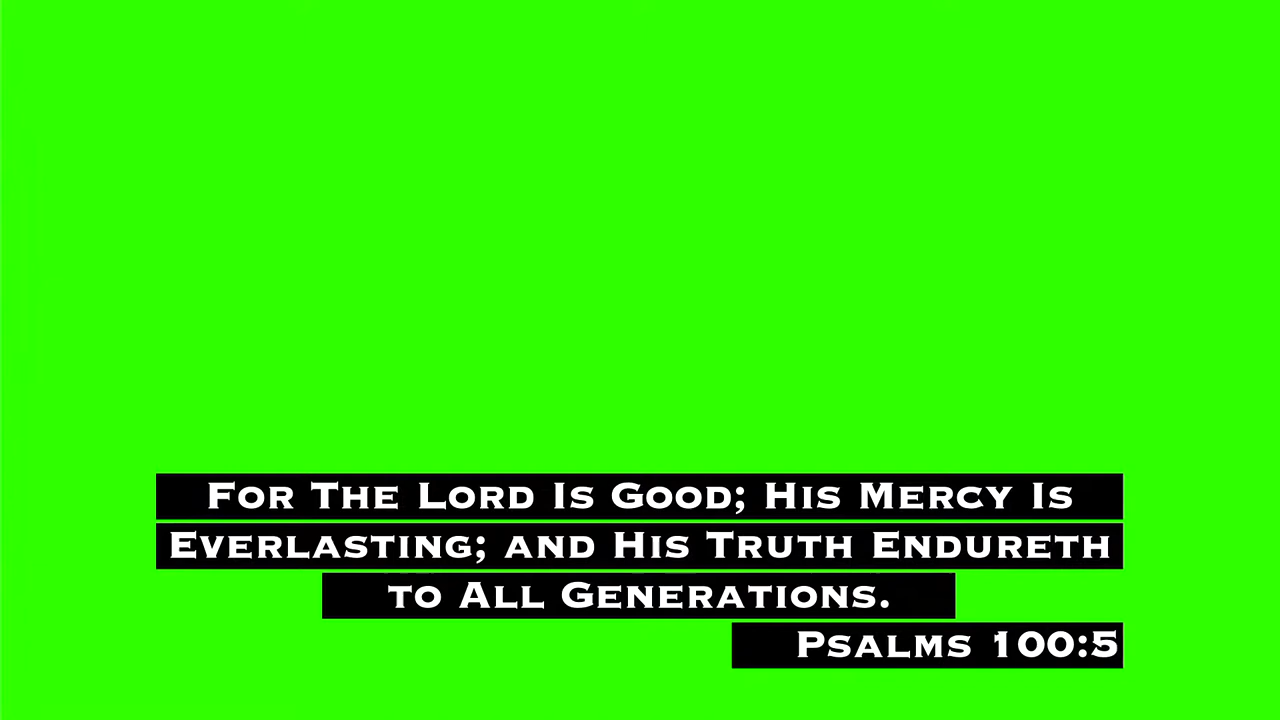 For The Lord Is Good; His Mercy Is
Everlasting; and His Truth Endureth
to All Generations.
Psalms 100:5